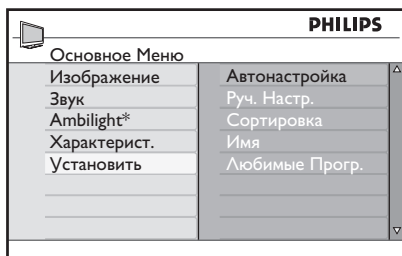 PHILIPS
Основное Меню
Изображение
Звук
Ambilight*
Характерист.
Установить
Автонастройка
Руч. Настр.
Сортировка
Имя
Любимые Прогр.